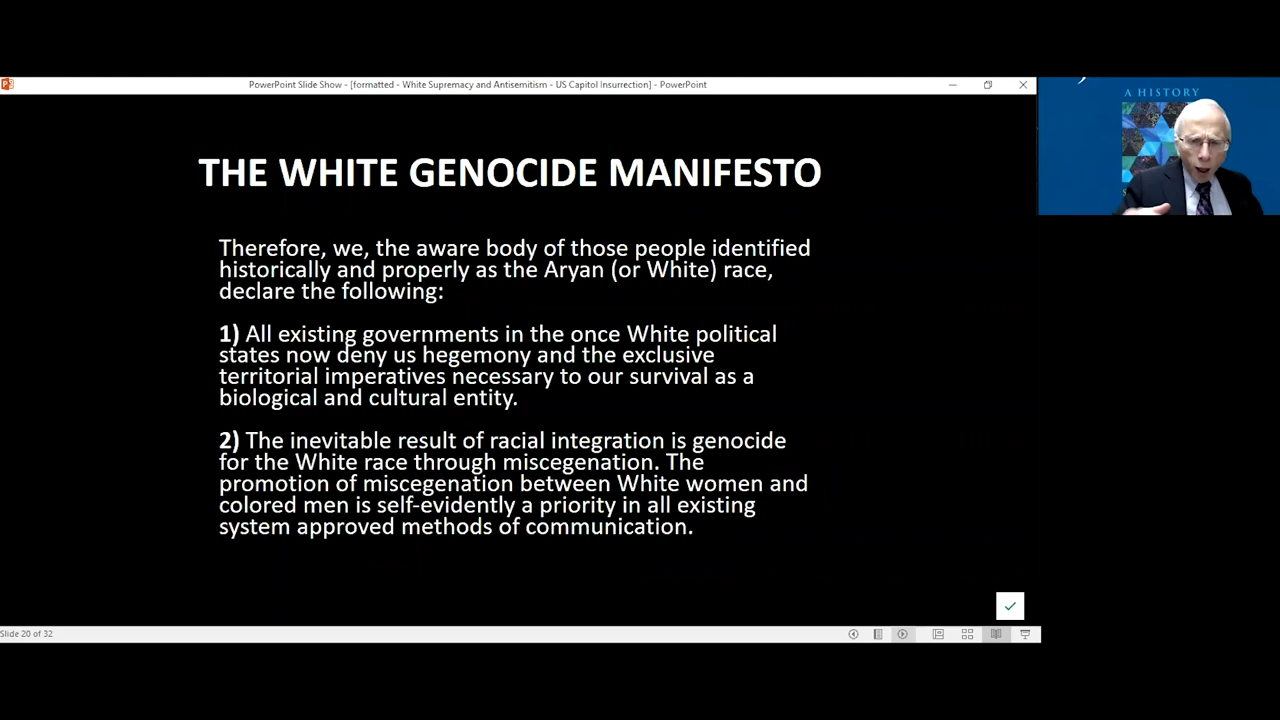 PowerPoint Slide Show - [formatted - White Supremacy and Antisemitism - US Capitol Insurrection] - PowerPoint
A HISTORY
THE WHITE GENOCIDE MANIFESTO
Therefore, we, the aware body of those people identified
historically and properly as the Aryan (or White) race,
declare the following:
1) All existing governments in the once White political
states now deny us hegemony and the exclusive
territorial imperatives necessary to our survival as a
biological and cultural entity.
2) The inevitable result of racial integration is genocide
for the White race through miscegenation. The
promotion of miscegenation between White women and
colored men is self-evidently a priority in all existing
system approved methods of communication.
Slide 20 of 32